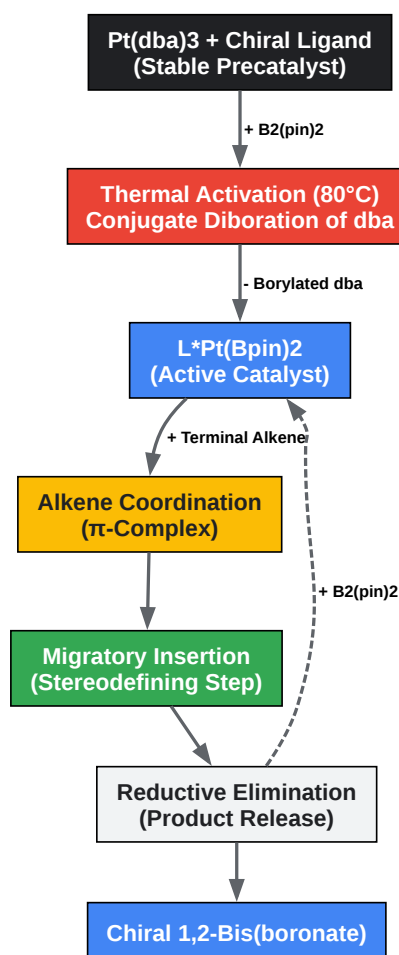 Pt(dba)3 + Chiral Ligand
(Stable Precatalyst)
+ B2(pin)2
Thermal Activation (80°C)
Conjugate Diboration of dba
- Borylated dba
L*Pt(Bpin)2
(Active Catalyst)
+ Terminal Alkene
Alkene Coordination
(π-Complex)
+ B2(pin)2
Migratory Insertion
(Stereodefining Step)
Reductive Elimination
(Product Release)
Chiral 1,2-Bis(boronate)